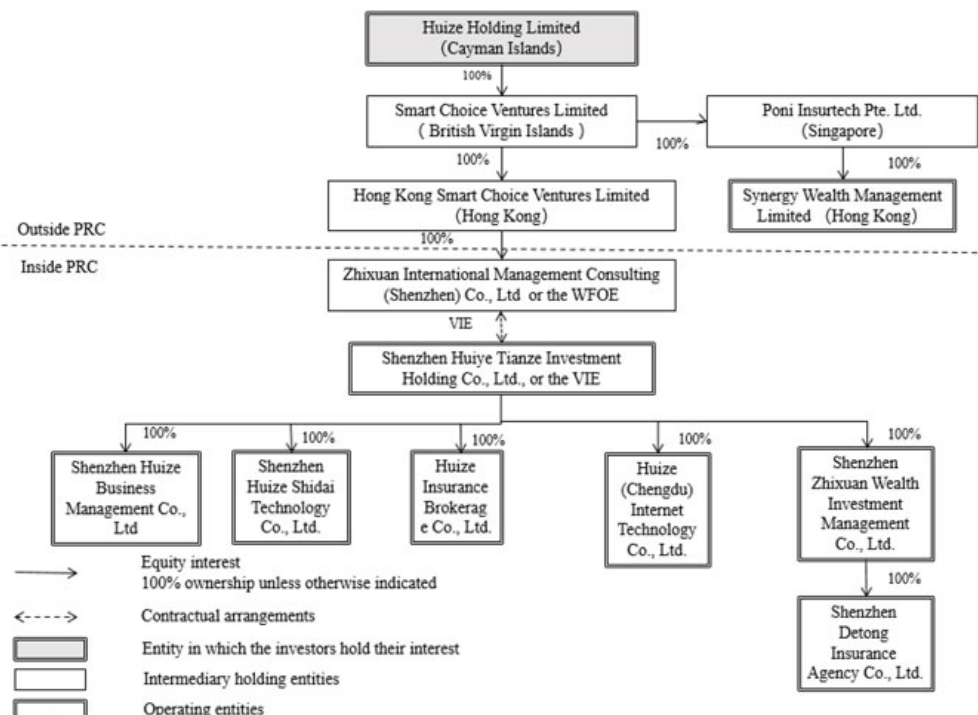 Huize Holding Limited
(Cayman Islands)
100%
Smart Choice Ventures Limited
( British Virgin Islands )
100%
Poni Insurtech Pte. Ltd.
(Singapore)
100%
100%
Hong Kong Smart Choice Ventures Limited
(Hong Kong)
Synergy Wealth Management
Limited (Hong Kong)
Outside PRC
100%
Inside PRC
Zhixuan International Management Consulting
(Shenzhen) Co., Ltd or the WFOE
VIE
Shenzhen Huiye Tianze Investment
Holding Co., Ltd., or the VIE
100%
100%
100%
100%
100%
Shenzhen Huize
Business
Management Co.,
Ltd
Shenzhen
Huize Shidai
Technology
Co., Ltd.
Huize
Insurance
Brokerag
e Co., Ltd.
Huize
(Chengdu)
Internet
Technology
Co., Ltd.
Shenzhen
Zhixuan Wealth
Investment
Management
Co., Ltd.
100%
Shenzhen
Detong
Insurance
Agency Co., Ltd.
Equity interest
100% ownership unless otherwise indicated
Contractual arrangements
Entity in which the investors hold their interest
Intermediary holding entities
Operating entities